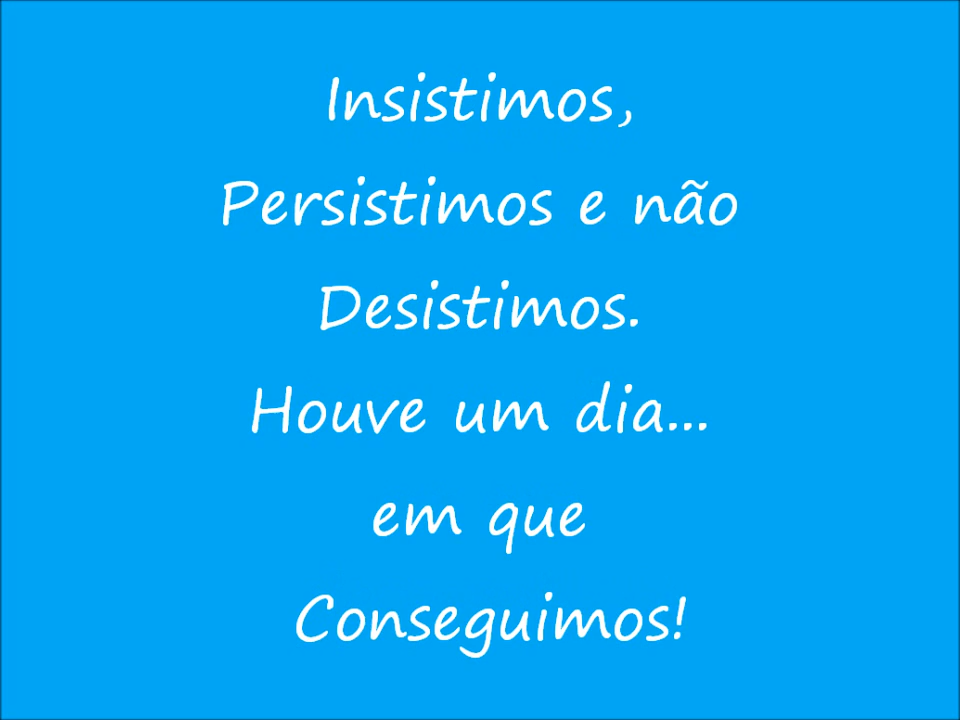 Insistimos,
Persistimos e não
Desistimos.
Houve um dia...
em que
Conseguimos!